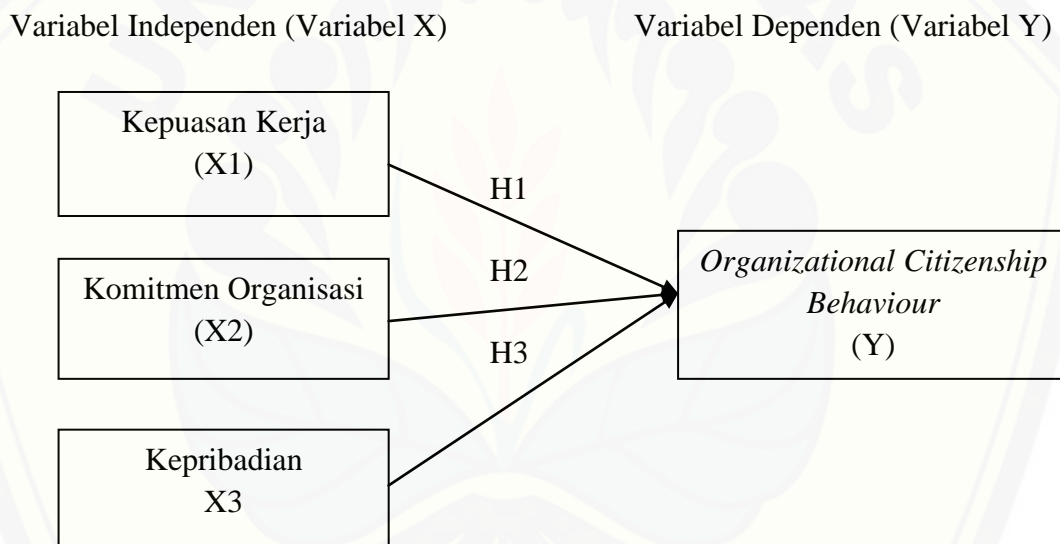 Variabel Independen (Variabel X)
Variabel Dependen (Variabel Y)
Kepuasan Kerja
(X1)
H1
Komitmen Organisasi
(X2)
H2
H3
Organizational Citizenship
Behaviour
(Y)
Kepribadian
X3